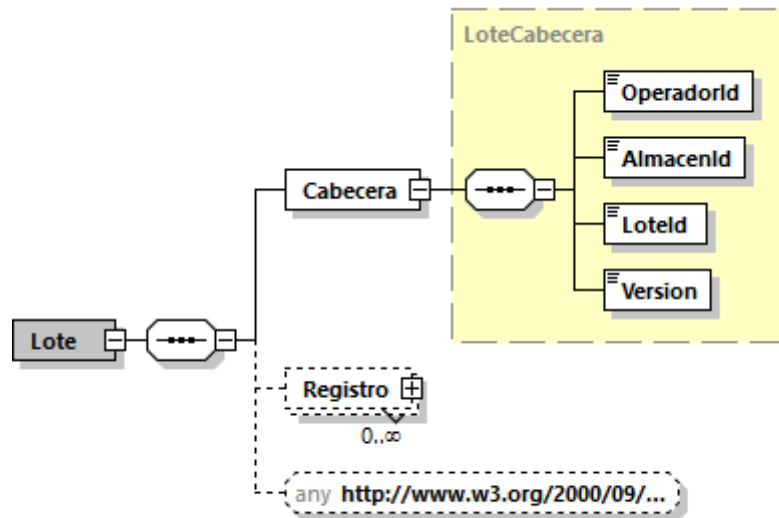 LoteCabecera
OperadorId
AlmacenId
Cabecera
LoteId
Version
Lote
Registro
0..∞
any http://www.w3.org/2000/09/...